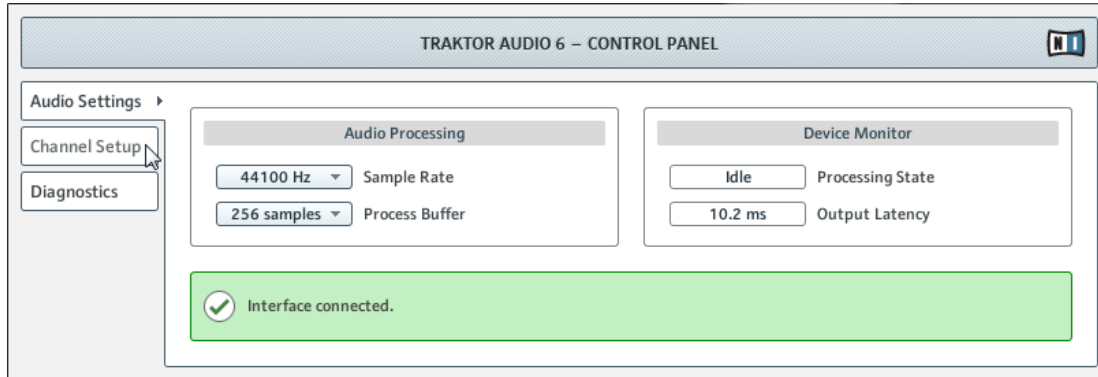 TRAKTOR AUDIO 6 – CONTROL PANEL
NI
Audio Settings
Channel Setup
Diagnostics
Audio Processing
44100 Hz Sample Rate
256 samples Process Buffer
Device Monitor
Idle Processing State
10.2 ms Output Latency
Interface connected.